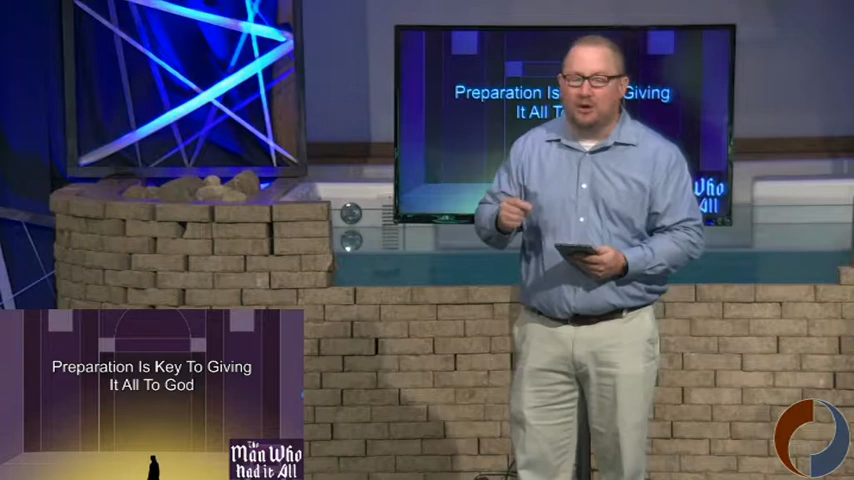 Preparation Is Giving
It All To
Who
All
Preparation Is Key To Giving
It All To God
The
Man Who
Had it All